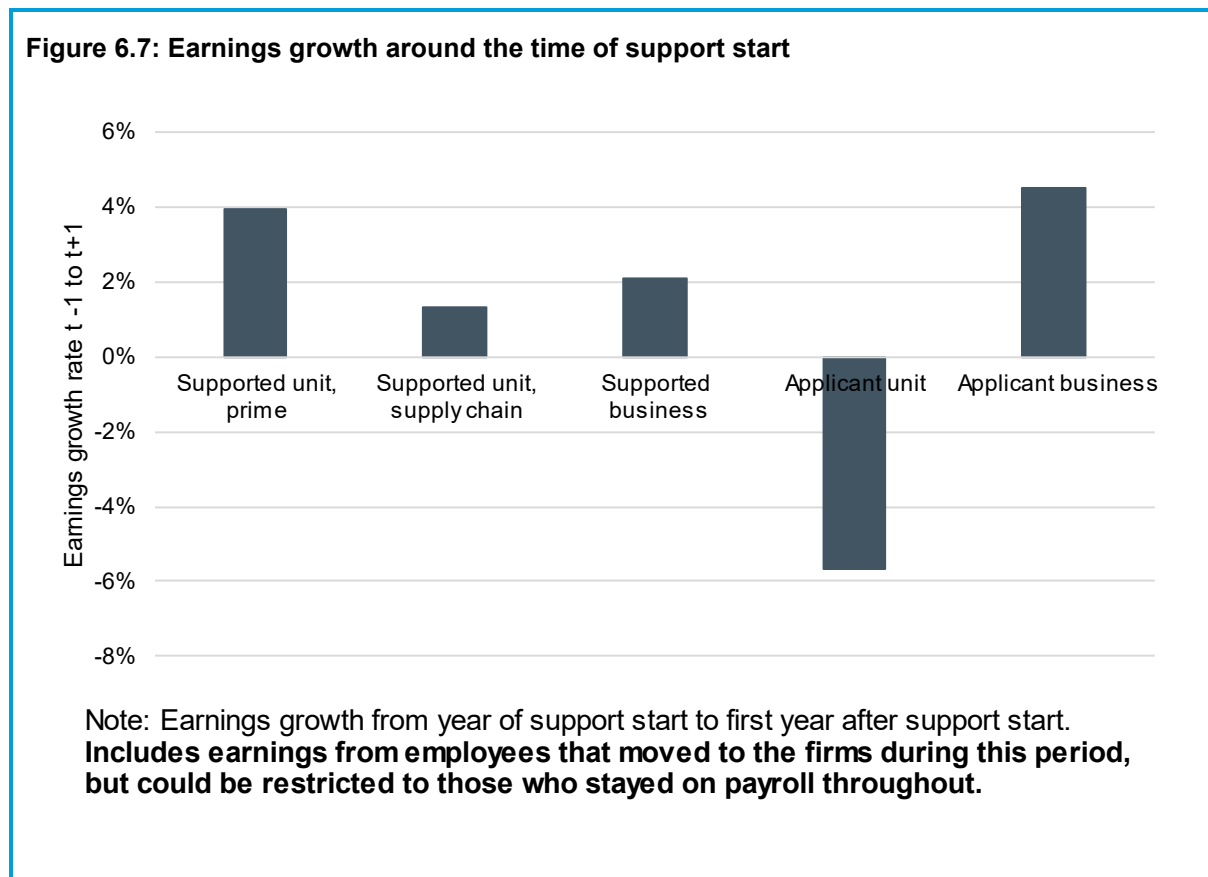 Figure 6.7: Earnings growth around the time of support start
6%
4%
2%
0%
-2%
-4%
-6%
-8%
Earnings growth rate t -1 to t+1
Supported unit,
prime
Supported unit,
supply chain
Supported
business
Applicant unit
Applicant business
Note: Earnings growth from year of support start to first year after support start.
Includes earnings from employees that moved to the firms during this period,
but could be restricted to those who stayed on payroll throughout.